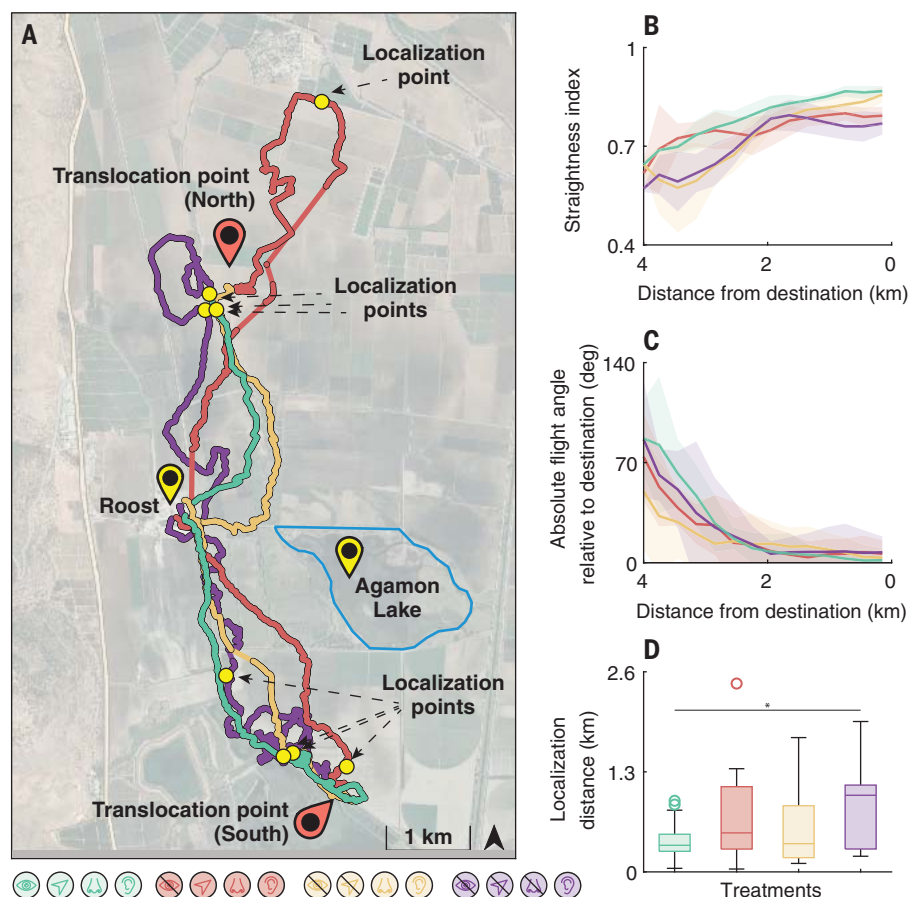 A
Localization
point
Translocation point
(North)
Localization
points
Roost
Agamon
Lake
Localization
points
Translocation point
(South)
1 km
B
1
0.7
0.4
Straightness index
4 2 0
Distance from destination (km)
C
140
70
0
Absolute flight angle
relative to destination (deg)
4 2 0
Distance from destination (km)
D
2.6
1.3
0
Localization
distance (km)
*
Treatments